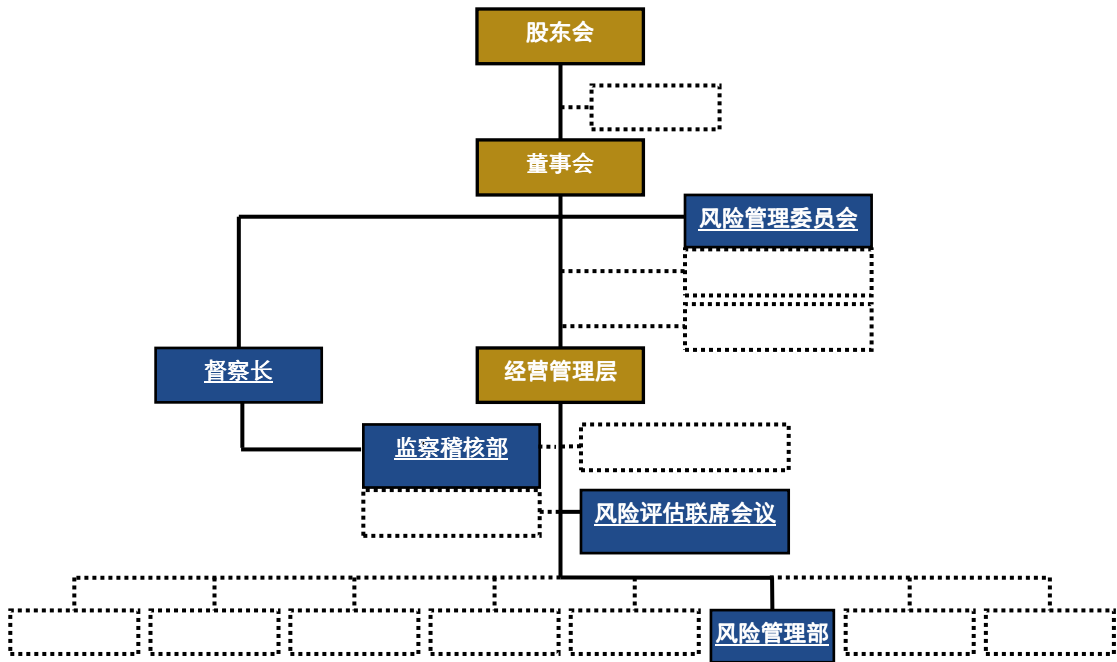 股东会
董事会
风险管理委员会
督察长
经营管理层
监察稽核部
风险评估联席会议
风险管理部